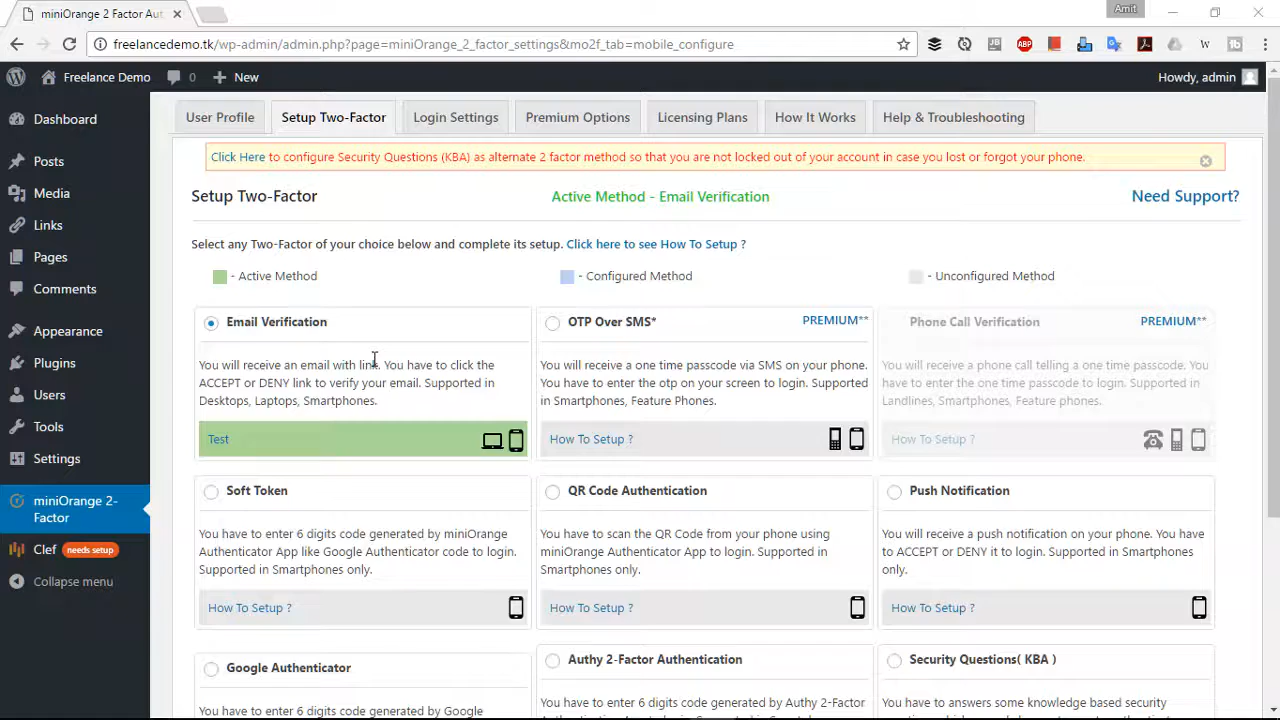 miniOrange 2 Factor Aut
Amit
freelancedemo.tk/wp-admin/admin.php?page=miniOrange_2_factor_settings&mo2f_tab=mobile_configure
JB
ABP
W
tb
Freelance Demo
0
New
Howdy, admin
Dashboard
Posts
Media
Links
Pages
Comments
Appearance
Plugins
Users
Tools
Settings
miniOrange 2-
Factor
Clef needs setup
Collapse menu
User Profile
Setup Two-Factor
Login Settings
Premium Options
Licensing Plans
How It Works
Help & Troubleshooting
Click Here to configure Security Questions (KBA) as alternate 2 factor method so that you are not locked out of your account in case you lost or forgot your phone.
Setup Two-Factor
Active Method - Email Verification
Need Support?
Select any Two-Factor of your choice below and complete its setup. Click here to see How To Setup ?
- Active Method
- Configured Method
- Unconfigured Method
Email Verification
You will receive an email with link. You have to click the
ACCEPT or DENY link to verify your email. Supported in
Desktops, Laptops, Smartphones.
Test
OTP Over SMS*
PREMIUM**
You will receive a one time passcode via SMS on your phone.
You have to enter the otp on your screen to login. Supported
in Smartphones, Feature Phones.
How To Setup ?
Phone Call Verification
PREMIUM**
You will receive a phone call telling a one time passcode. You
have to enter the one time passcode to login. Supported in
Landlines, Smartphones, Feature phones.
How To Setup ?
Soft Token
You have to enter 6 digits code generated by miniOrange
Authenticator App like Google Authenticator code to login.
Supported in Smartphones only.
How To Setup ?
QR Code Authentication
You have to scan the QR Code from your phone using
miniOrange Authenticator App to login. Supported in
Smartphones only.
How To Setup ?
Push Notification
You will receive a push notification on your phone. You have
to ACCEPT or DENY it to login. Supported in Smartphones
only.
How To Setup ?
Google Authenticator
You have to enter 6 digits code generated by Google
Authy 2-Factor Authentication
You have to enter 6 digits code generated by Authy 2-Factor
Security Questions( KBA )
You have to answers some knowledge based security